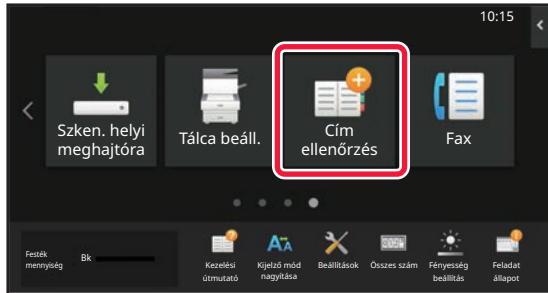 10:15
Szken. helyi
meghajtóra
Tálca beáll.
Cím
ellenőrzés
Fax
Festék
mennyiség
Bk
Kezelési
útmutató
Kijelző mód
nagyítása
Beállítások
Összes szám
Fényesség
beállítás
Feladat
állapot